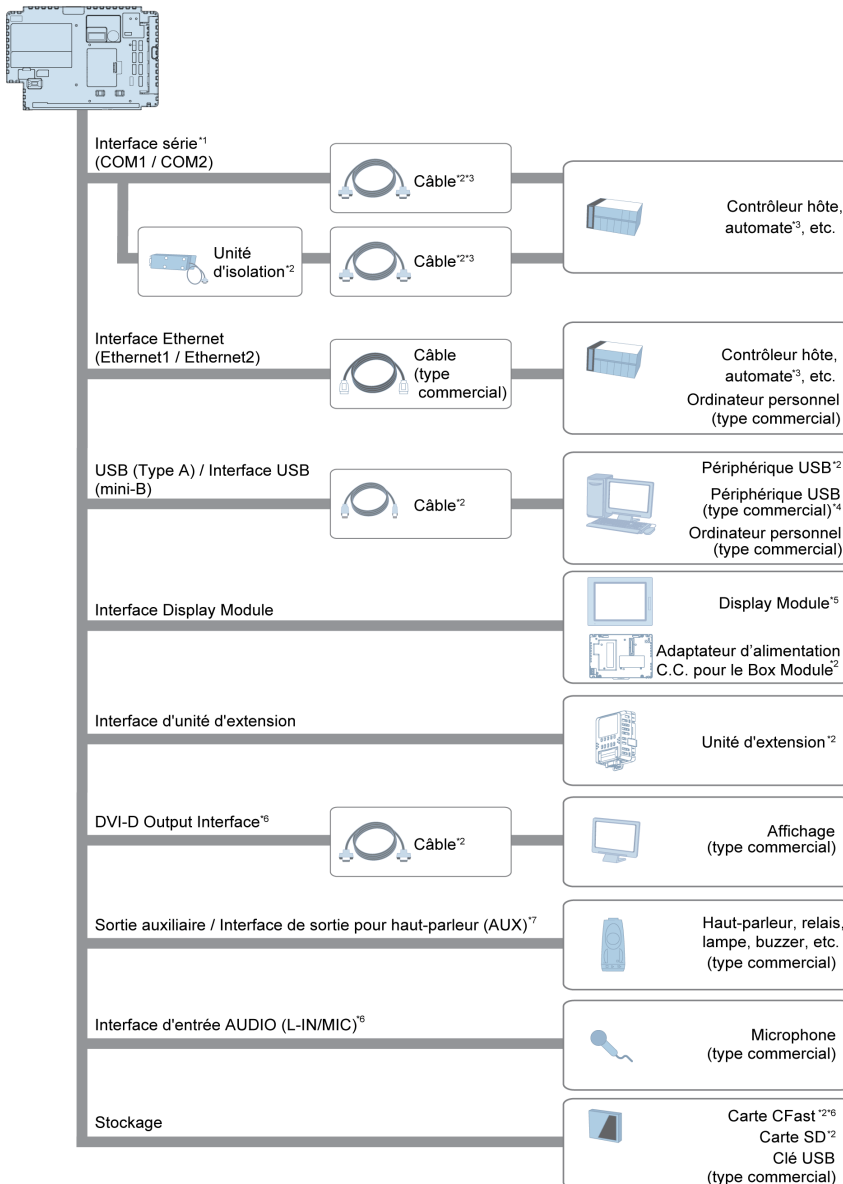 Interface série*1
(COM1 / COM2)
Câble*2*3
Contrôleur hôte,
automate*3, etc.
Unité
d'isolation*2
Câble*2*3
Interface Ethernet
(Ethernet1 / Ethernet2)
Câble
(type
commercial)
Contrôleur hôte,
automate*3, etc.
Ordinateur personnel
(type commercial)
USB (Type A) / Interface USB
(mini-B)
Câble*2
Périphérique USB*2
Périphérique USB
(type commercial)*4
Ordinateur personnel
(type commercial)
Interface Display Module
Display Module*5
Adaptateur d’alimentation
C.C. pour le Box Module*2
Interface d'unité d'extension
Unité d'extension*2
DVI-D Output Interface*6
Câble*2
Affichage
(type commercial)
Sortie auxiliaire / Interface de sortie pour haut-parleur (AUX)*7
Haut-parleur, relais,
lampe, buzzer, etc.
(type commercial)
Interface d'entrée AUDIO (L-IN/MIC)*6
Microphone
(type commercial)
Stockage
Carte CFast*2*6
Carte SD*2
Clé USB
(type commercial)